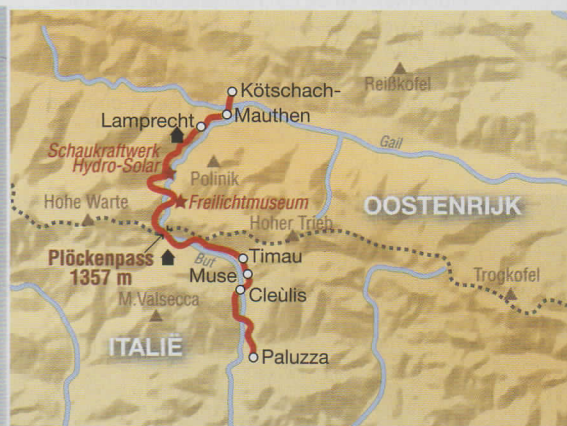 Kötschach-
Reißkofel
Lamprecht
Mauthen
Gail
Schaukraftwerk
Hydro-Solar
Polinik
Hohe Warte
Freilichtmuseum
OOSTENRIJK
Hoher Trieb
Plöckenpass
1357 m
But
Timau
Muse
Trogkofel
Cleùlis
M.Valsecca
ITALIË
Paluzza